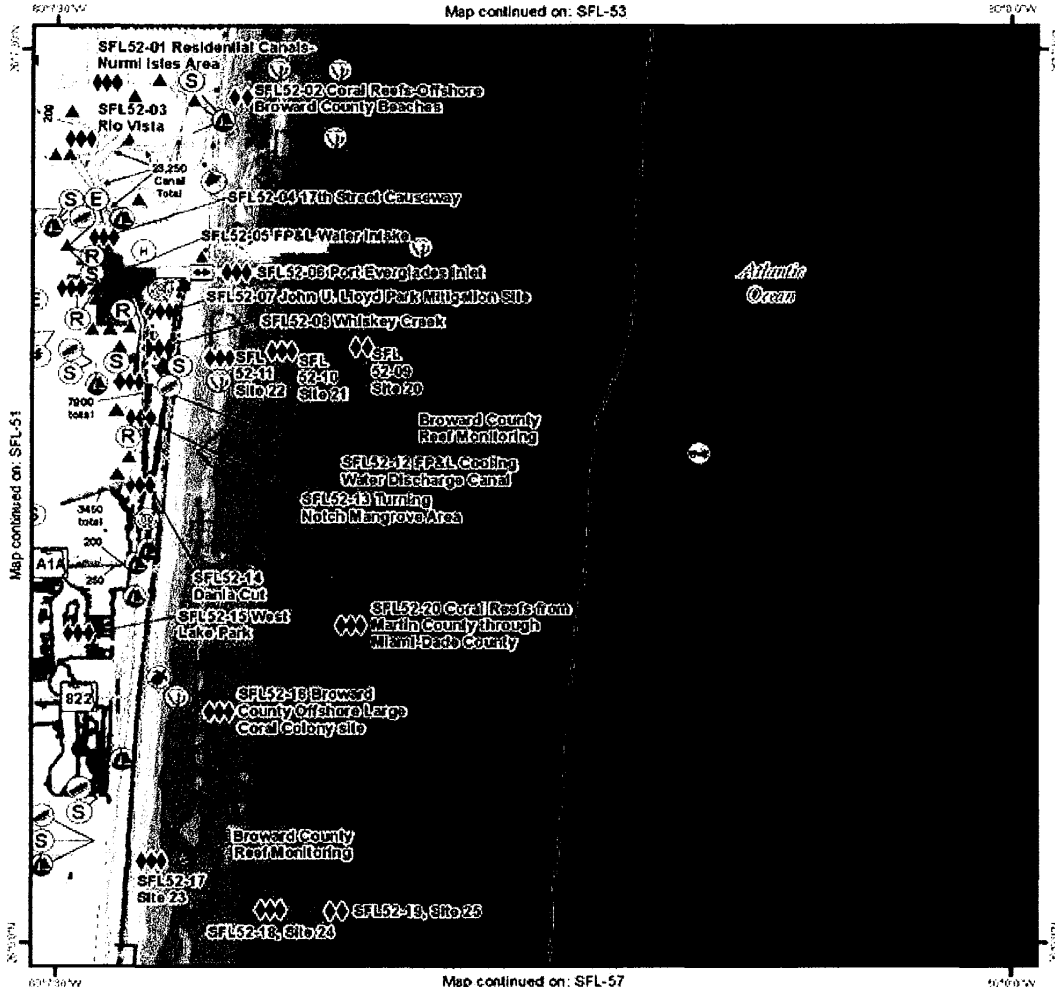 Map continued on: SFL-53
SFL52-01 Residential Canals-
Nurmi Isles Area
S
SFL52-02 Coral Reefs-Offshore
Broward County Beaches
200
SFL52-03
Rio Vista
23,250
Canal
Total
S
E
SFL52-04 17th Street Causeway
SFL52-05 FP&L Water Intake
H
R
S
SFL52-06 Port Everglades Inlet
Atlantic
Ocean
SFL52-07 John U. Lloyd Park Mitigation Site
R
R
SFL52-08 Whiskey Creek
SFL
52-11
Site 22
SFL
52-10
Site 21
SFL
52-09
Site 20
S
S
S
7900
total
Broward County
Reef Monitoring
R
SFL52-12 FP&L Cooling
Water Discharge Canal
SFL52-13 Turning
Notch Mangrove Area
3450
total
200
A1A
250
SFL52-14
Dania Cut
SFL52-15 West
Lake Park
SFL52-20 Coral Reefs from
Martin County through
Miami-Dade County
822
SFL52-16 Broward
County Offshore Large
Coral Colony site
S
S
Broward County
Reef Monitoring
SFL52-17
Site 23
SFL52-18, Site 24
SFL52-19, Site 25
Map continued on: SFL-51
Map continued on: SFL-57